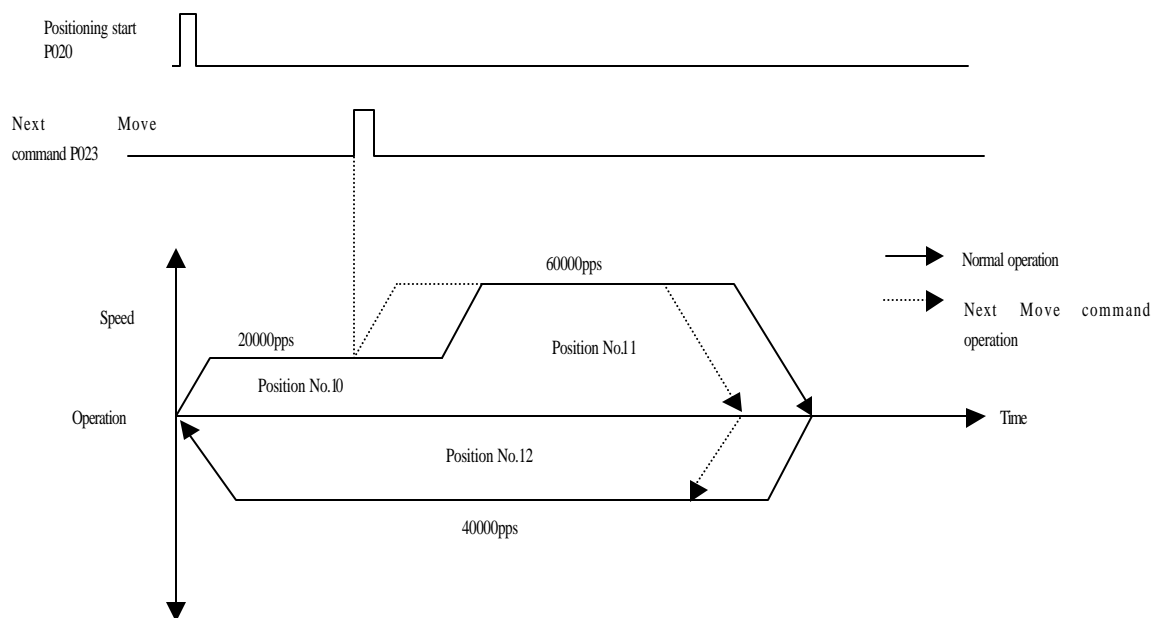 Positioning start
P020
Next Move
command P023
60000pps
Normal operation
Next Move command
operation
Speed
20000pps
Position No.11
Position No.10
Operation
Time
Position No.12
40000pps